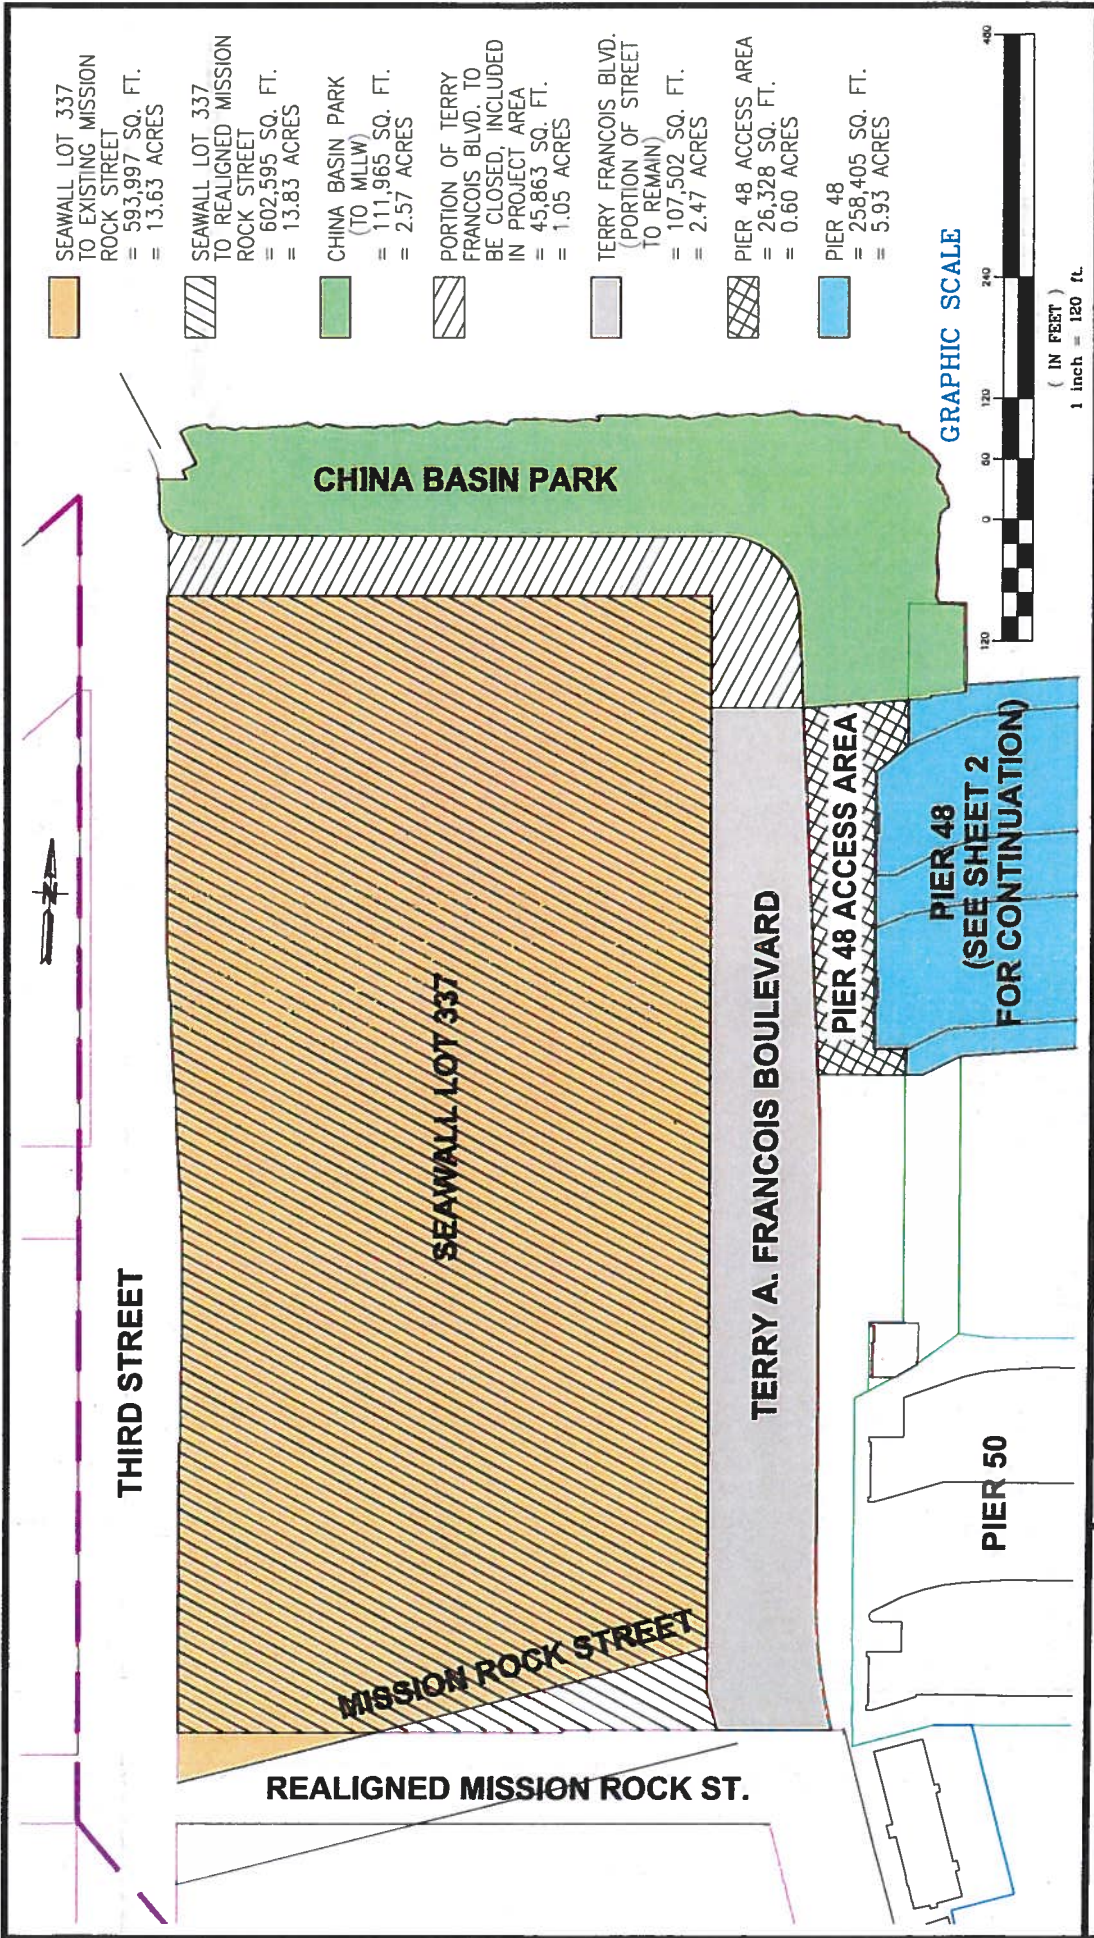 SEAWALL LOT 337
TO EXISTING MISSION
ROCK STREET
= 593,997 SQ. FT.
= 13.63 ACRES
SEAWALL LOT 337
TO REALIGNED MISSION
ROCK STREET
= 602,595 SQ. FT.
= 13.83 ACRES
CHINA BASIN PARK
(TO MLLW)
= 111,965 SQ. FT.
= 2.57 ACRES
PORTION OF TERRY
FRANCOIS BLVD. TO
BE CLOSED, INCLUDED
IN PROJECT AREA
= 45,863 SQ. FT.
= 1.05 ACRES
TERRY FRANCOIS BLVD.
(PORTION OF STREET
TO REMAIN)
= 107,502 SQ. FT.
= 2.47 ACRES
PIER 48 ACCESS AREA
= 26,328 SQ. FT.
= 0.60 ACRES
PIER 48
= 258,405 SQ. FT.
= 5.93 ACRES
THIRD STREET
N
CHINA BASIN PARK
SEAWALL LOT 337
MISSION ROCK STREET
REALIGNED MISSION ROCK ST.
TERRY A. FRANCOIS BOULEVARD
PIER 48 ACCESS AREA
PIER 48
(SEE SHEET 2
FOR CONTINUATION)
PIER 50
GRAPHIC SCALE
120 0 60 120 240 480
( IN FEET )
1 inch = 120 ft.